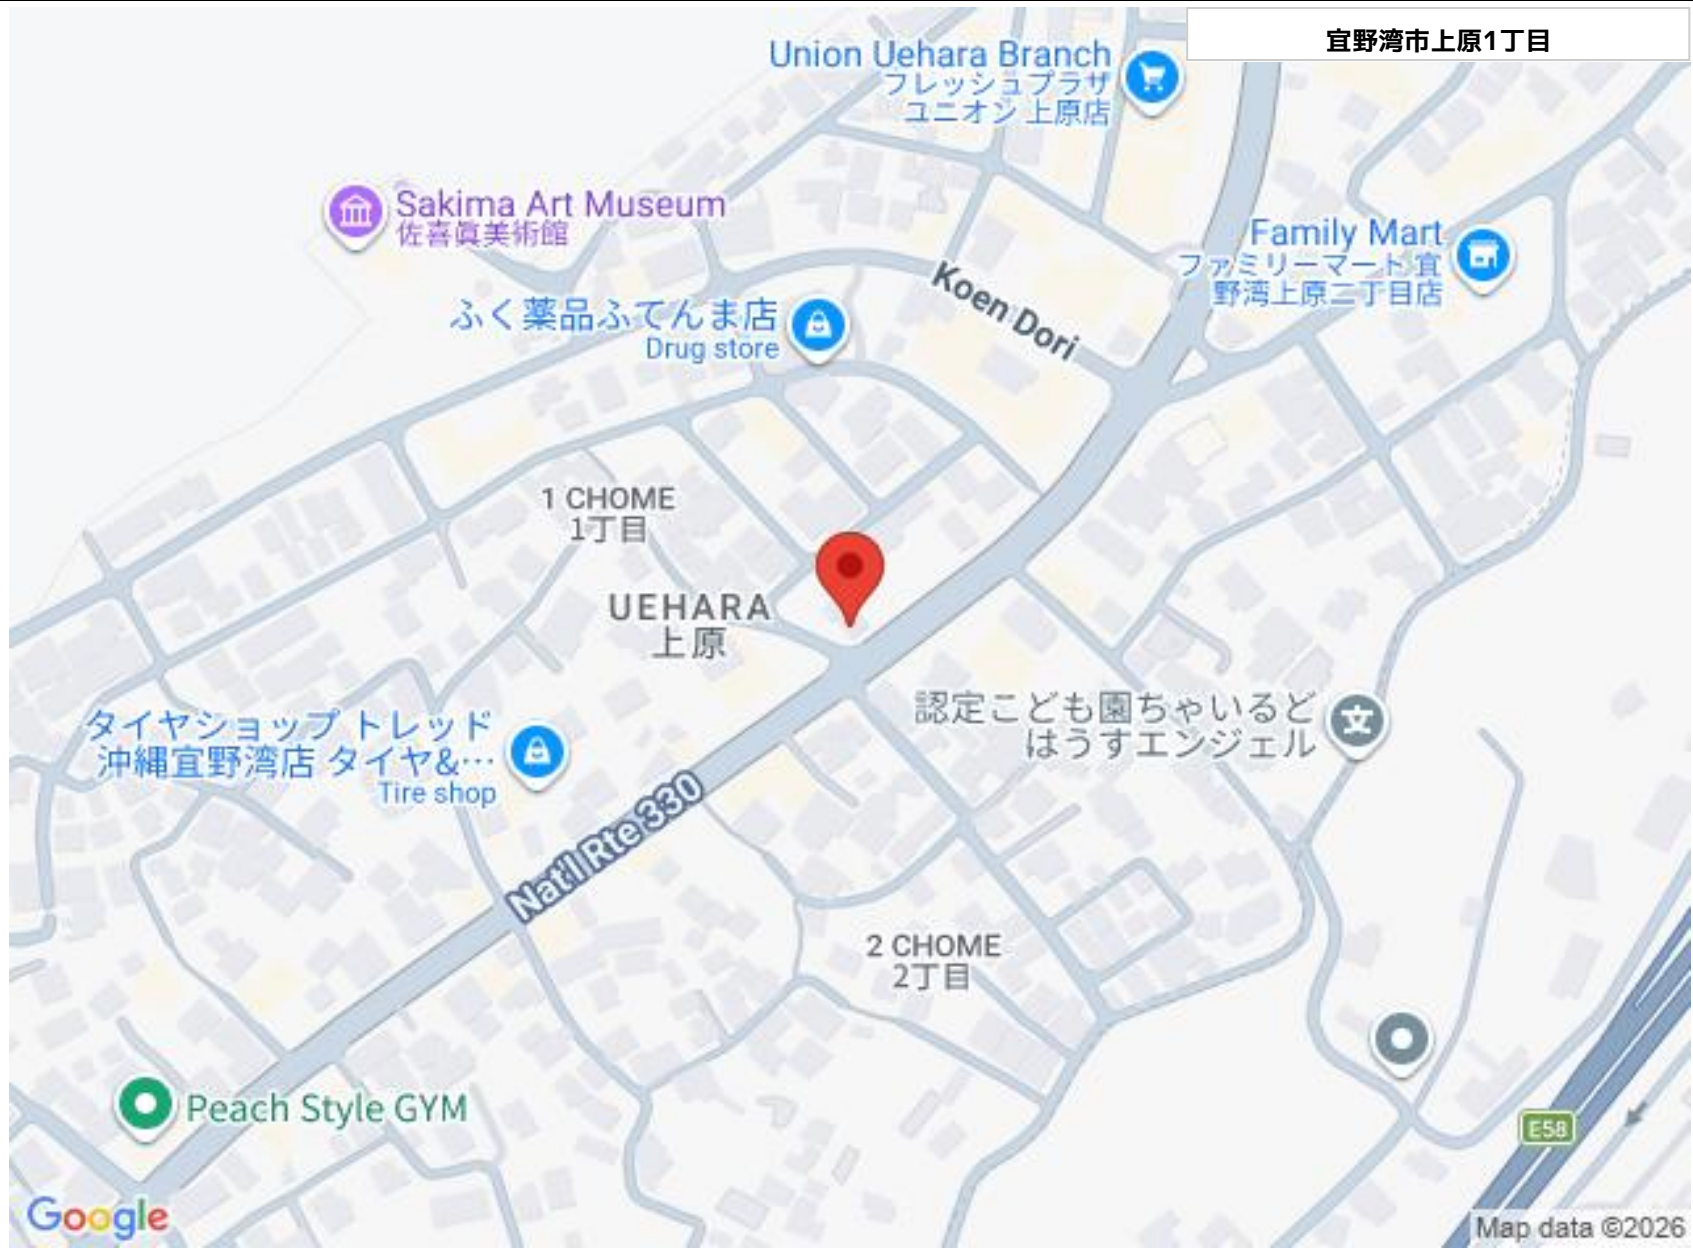 宜野湾市上原1丁目
Union Uehara Branch
フレッシュプラザ
ユニオン 上原店
Sakima Art Museum
佐喜眞美術館
Family Mart
ファミリーマート 宜
野湾上原二丁目店
Koen Dori
ふく薬品ふてんま店
Drug store
1 CHOME
1丁目
UEHARA
上原
認定こども園ちゃいるど
はうすエンジェル
文
タイヤショップ トレッド
沖縄宜野湾店 タイヤ&…
Tire shop
Nat'l Rte 330
2 CHOME
2丁目
Peach Style GYM
E58
Google
Map data ©2026